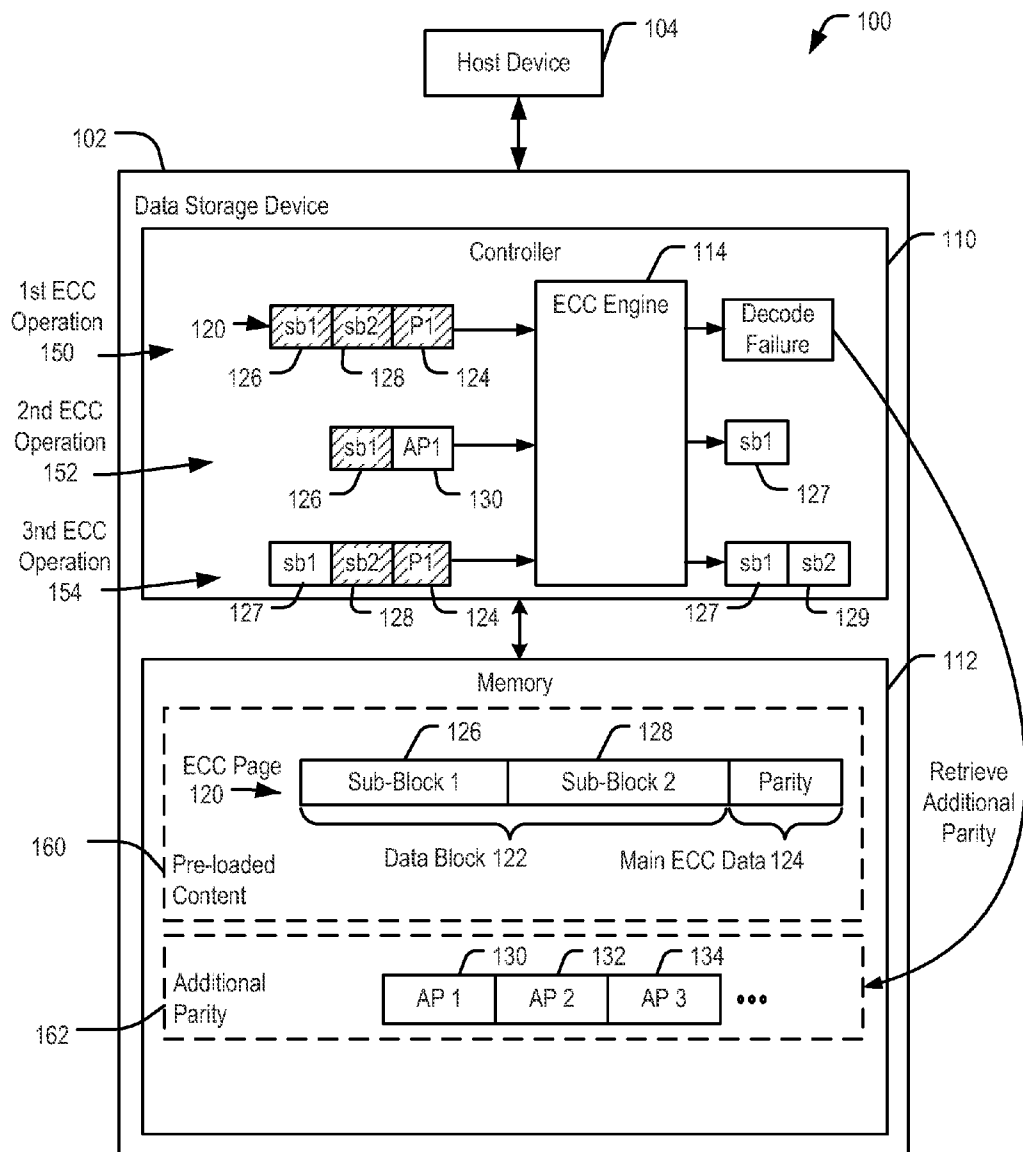 100
104
Host Device
102
Data Storage Device
110
Controller
114
1st ECC
Operation
150
120
sb1 sb2 P1
126 128 124
ECC Engine
Decode
Failure
2nd ECC
Operation
152
sb1 AP1
126 130
sb1
127
3nd ECC
Operation
154
sb1 sb2 P1
127 128 124
sb1 sb2
127 129
112
Memory
126 128
ECC Page
120
Sub-Block 1 Sub-Block 2 Parity
Data Block 122 Main ECC Data 124
Retrieve
Additional
Parity
160
Pre-loaded
Content
130 132 134
Additional
Parity
AP 1 AP 2 AP 3
162